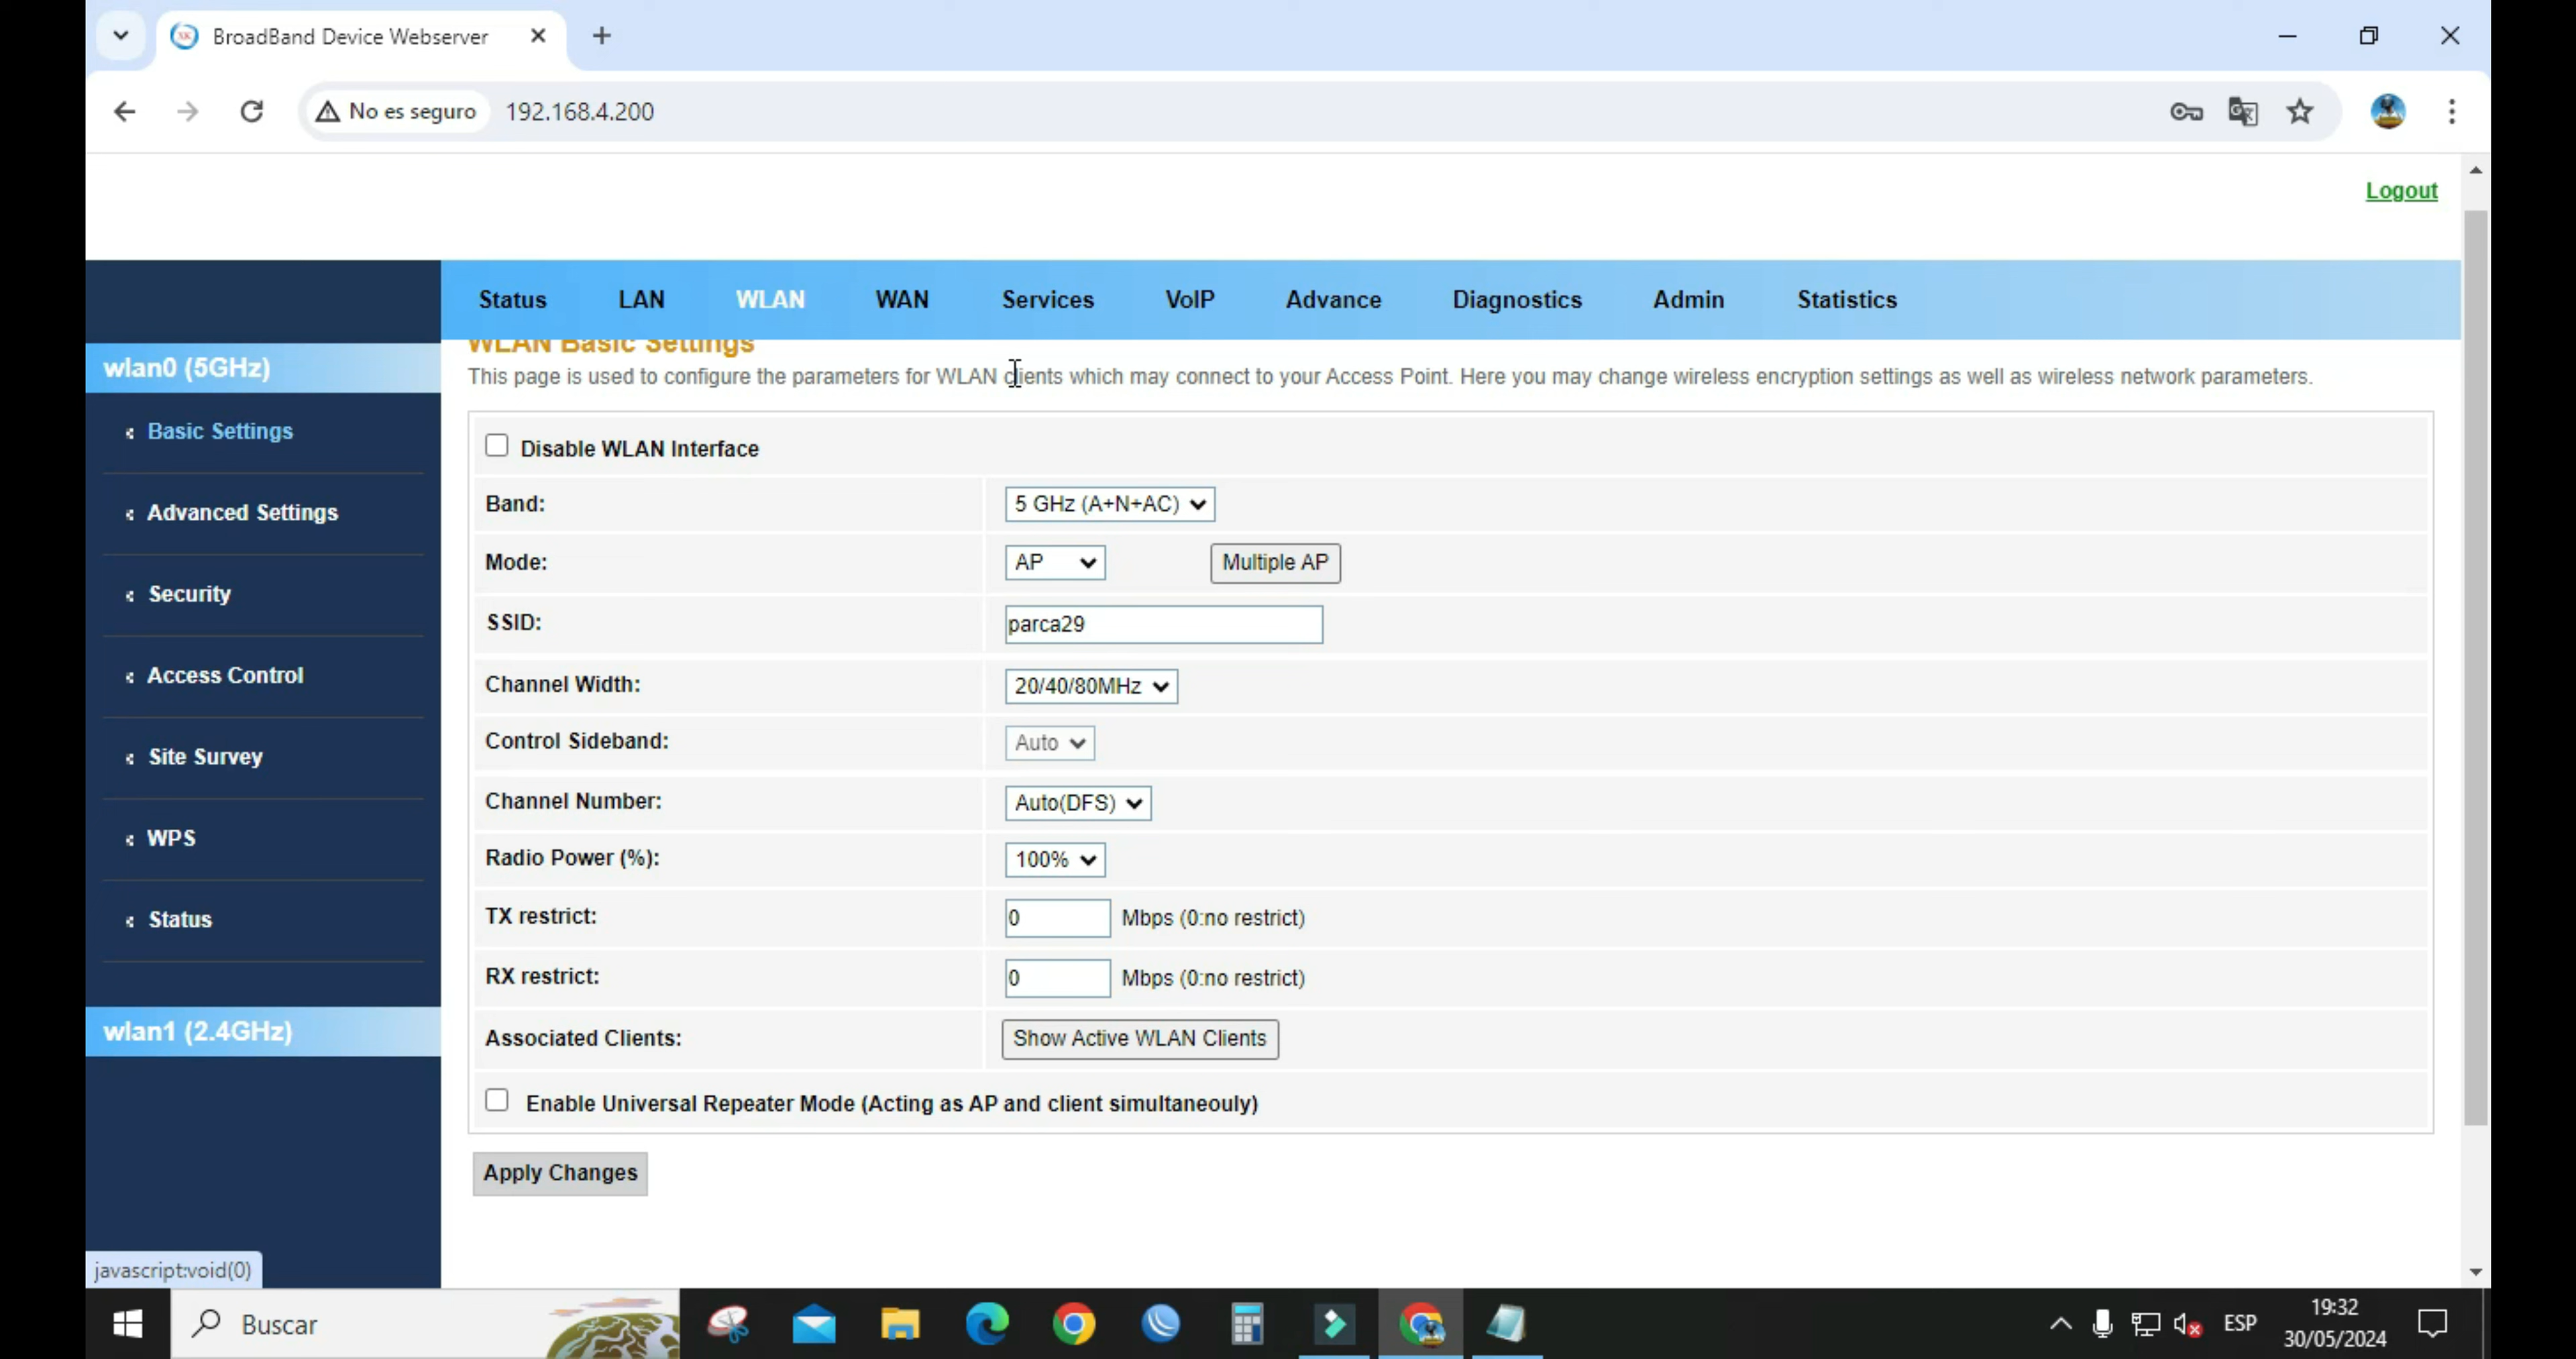 BroadBand Device Webserver
No es seguro 192.168.4.200
Logout
Status LAN WLAN WAN Services VoIP Advance Diagnostics Admin Statistics
wlan0 (5GHz)
Basic Settings
Advanced Settings
Security
Access Control
Site Survey
WPS
Status
wlan1 (2.4GHz)
WLAN Basic Settings
This page is used to configure the parameters for WLAN clients which may connect to your Access Point. Here you may change wireless encryption settings as well as wireless network parameters.
Disable WLAN Interface
Band: 5 GHz (A+N+AC)
Mode: AP Multiple AP
SSID: parca29
Channel Width: 20/40/80MHz
Control Sideband: Auto
Channel Number: Auto(DFS)
Radio Power (%): 100%
TX restrict: 0 Mbps (0:no restrict)
RX restrict: 0 Mbps (0:no restrict)
Associated Clients: Show Active WLAN Clients
Enable Universal Repeater Mode (Acting as AP and client simultaneouly)
Apply Changes
javascript:void(0)
Buscar
ESP
19:32
30/05/2024